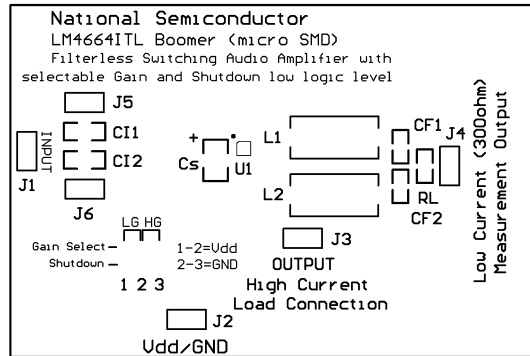 National Semiconductor
LM4664ITL Boomer (micro SMD)
Filterless Switching Audio Amplifier with
selectable Gain and Shutdown low logic level
J5
CI1
INPUT
J1
CI2
J6
+
Cs
U1
L1
L2
CF1
J4
RL
CF2
Low Current (300ohm)
Measurement Output
LG HG
Gain Select –
Shutdown –
1-2=Vdd
2-3=GND
1 2 3
J3
OUTPUT
High Current
Load Connection
J2
Vdd/GND